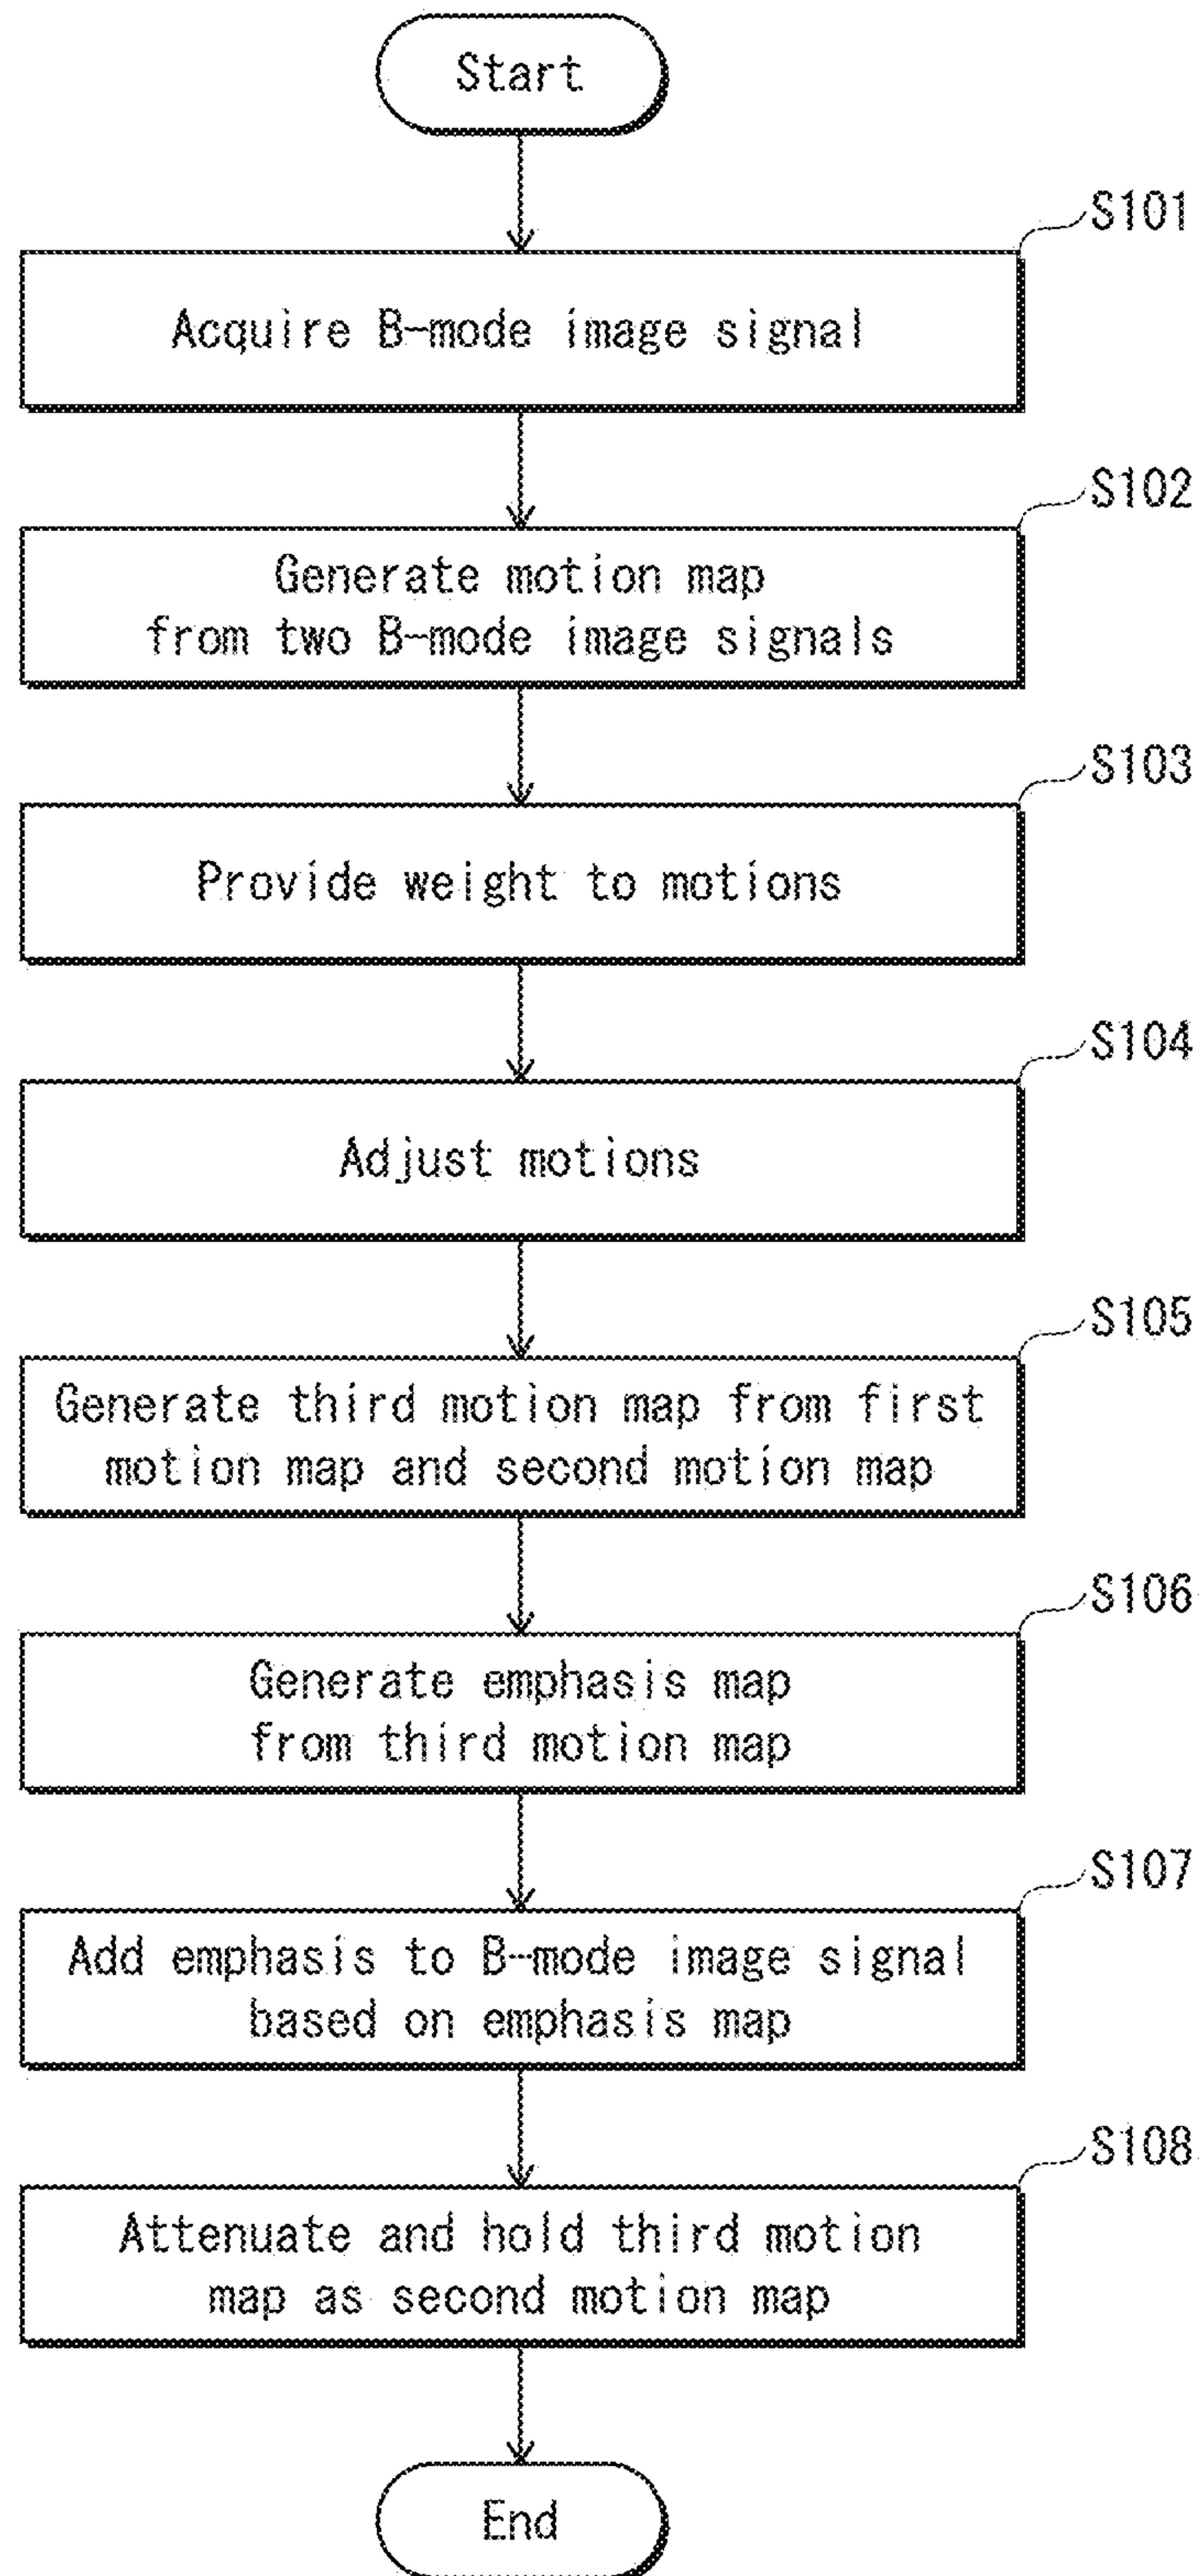 Start
S101
Acquire B-mode image signal
S102
Generate motion map
from two B-mode image signals
S103
Provide weight to motions
S104
Adjust motions
S105
Generate third motion map from first
motion map and second motion map
S106
Generate emphasis map
from third motion map
S107
Add emphasis to B-mode image signal
based on emphasis map
S108
Attenuate and hold third motion
map as second motion map
End